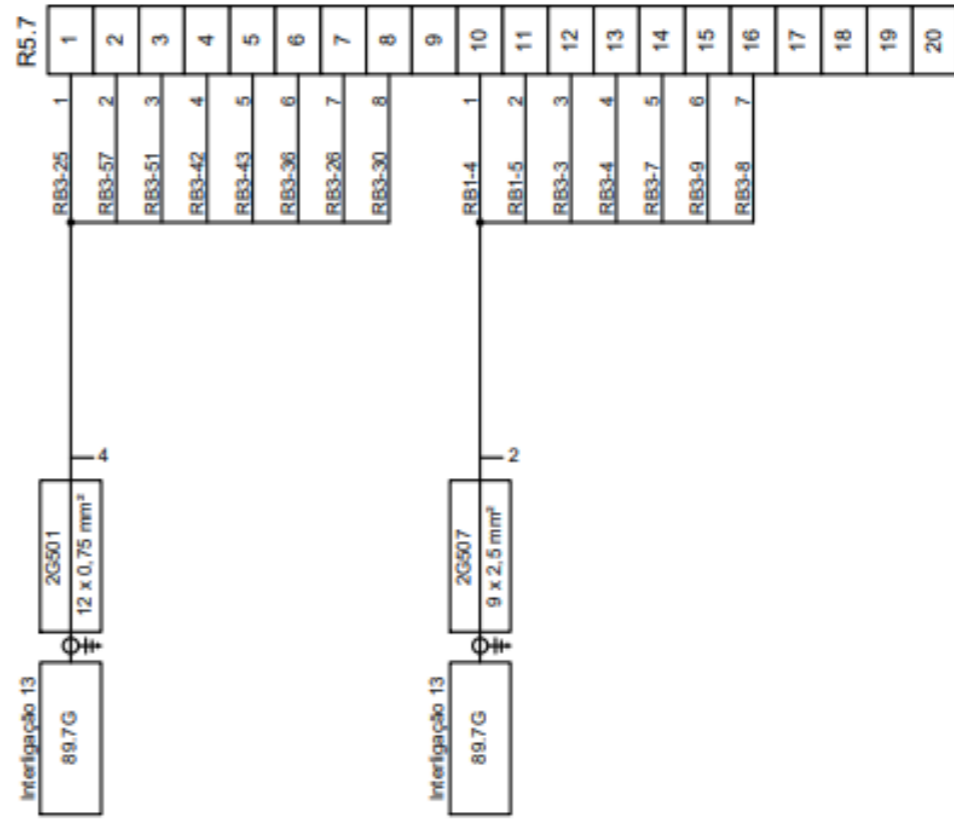 R5.7
1
2
3
4
5
6
7
8
9
10
11
12
13
14
15
16
17
18
19
20
RB3-25 1
RB3-57 2
RB3-51 3
RB3-42 4
RB3-43 5
RB3-36 6
RB3-26 7
RB3-30 8
RB1-4 1
RB1-5 2
RB3-3 3
RB3-4 4
RB3-7 5
RB3-9 6
RB3-8 7
4
2G501
12 x 0,75 mm²
Interligação 13
89.7G
2
2G507
9 x 2,5 mm²
Interligação 13
89.7G